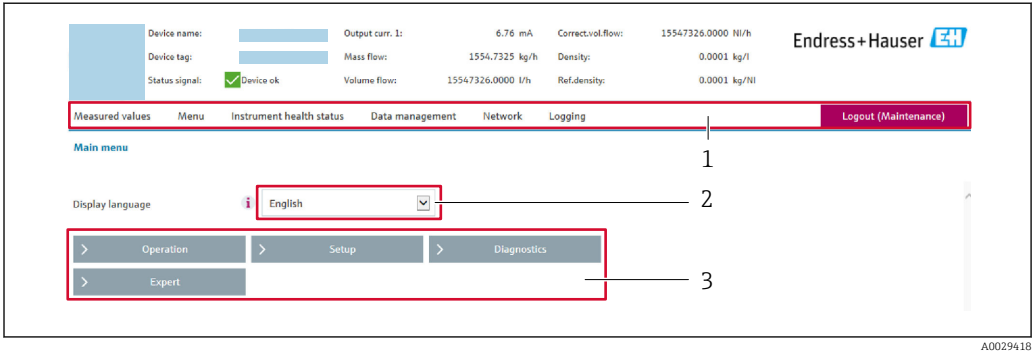 Device name: Output curr. 1: 6.76 mA Correct.vol.flow: 15547326.0000 Nl/h
Endress+Hauser EH
Device tag: Mass flow: 1554.7325 kg/h Density: 0.0001 kg/l
Status signal: Device ok Volume flow: 15547326.0000 l/h Ref.density: 0.0001 kg/Nl
Measured values Menu Instrument health status Data management Network Logging Logout (Maintenance)
1
Main menu
Display language i English 2
> Operation > Setup > Diagnostics
> Expert 3
A0029418